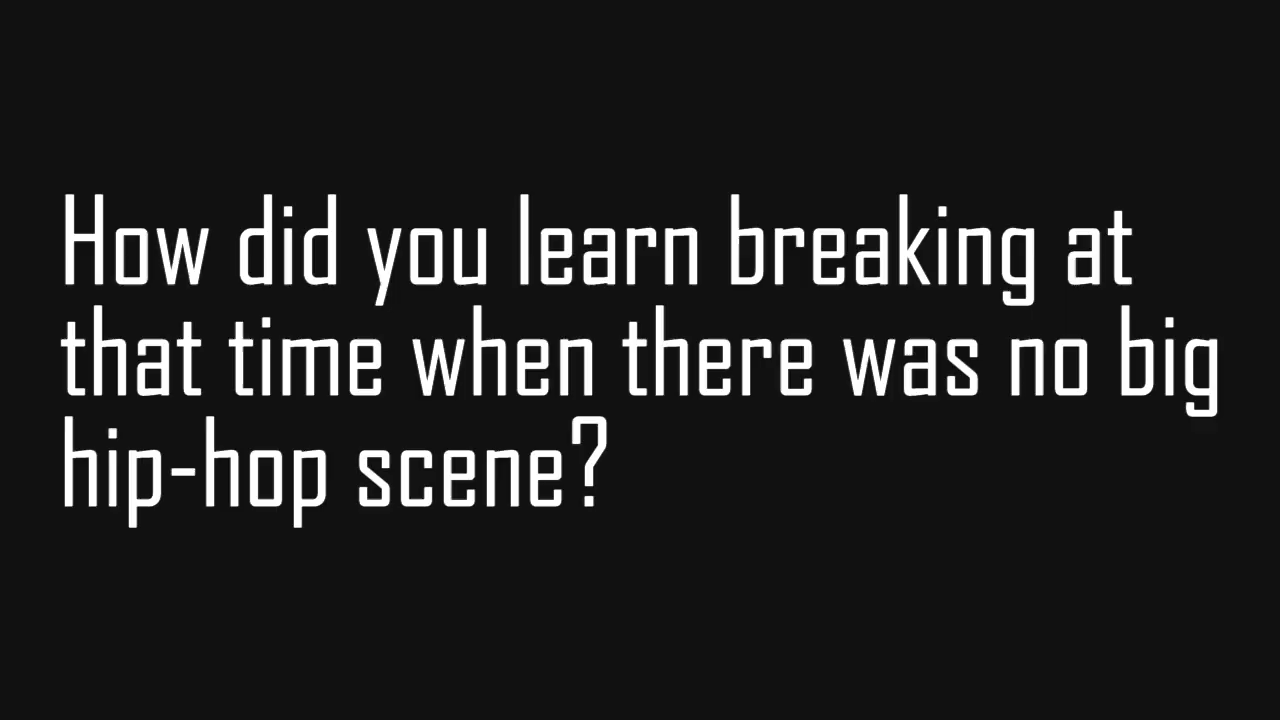 How did you learn breaking at
that time when there was no big
hip-hop scene?